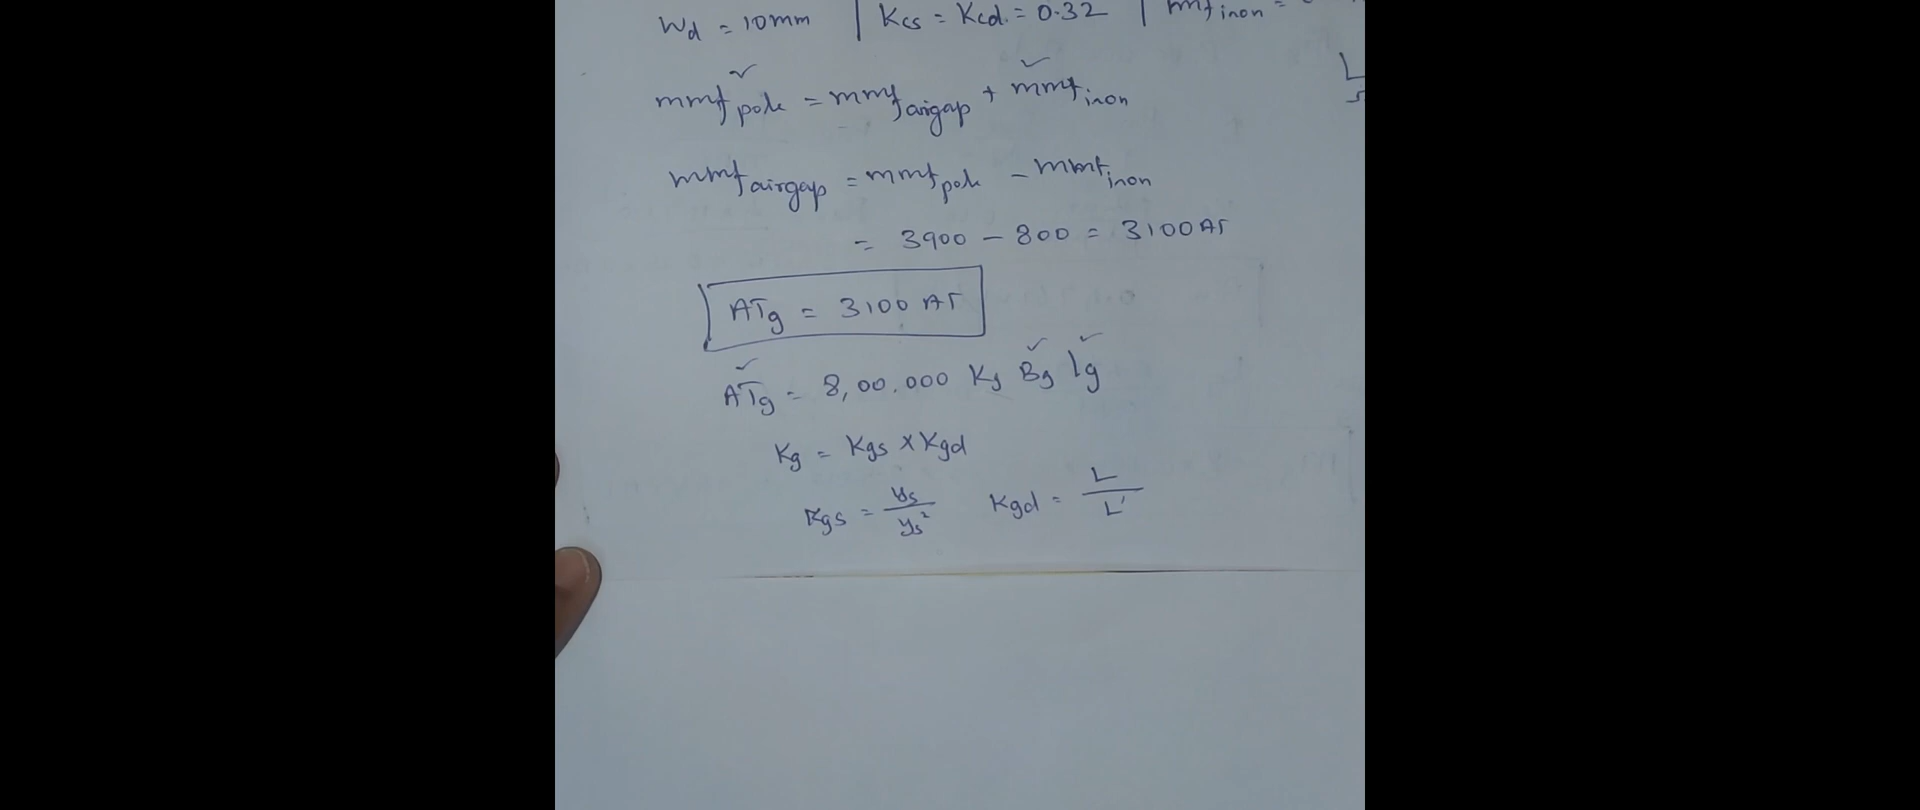 Wd = 10mm | Kcs = Kcd. = 0.32 | mmf iron =
mmf pole = mmf airgap + mmf iron
mmf airgap = mmf pole - mmf iron
= 3900 - 800 = 3100 AT
ATg = 3100 AT
ATg = 8,00,000 Kg Bg lg
Kg = Kgs x Kgd
Kgs = ys / ys' Kgd = L / L'